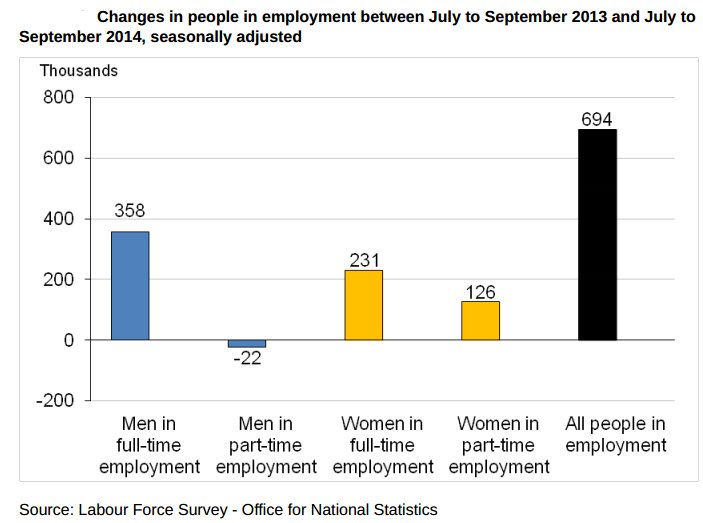 Changes in people in employment between July to September 2013 and July to
September 2014, seasonally adjusted
Thousands
800
600
400
200
0
-200
358
-22
231
126
694
Men in
full-time
employment
Men in
part-time
employment
Women in
full-time
employment
Women in
part-time
employment
All people in
employment
Source: Labour Force Survey - Office for National Statistics